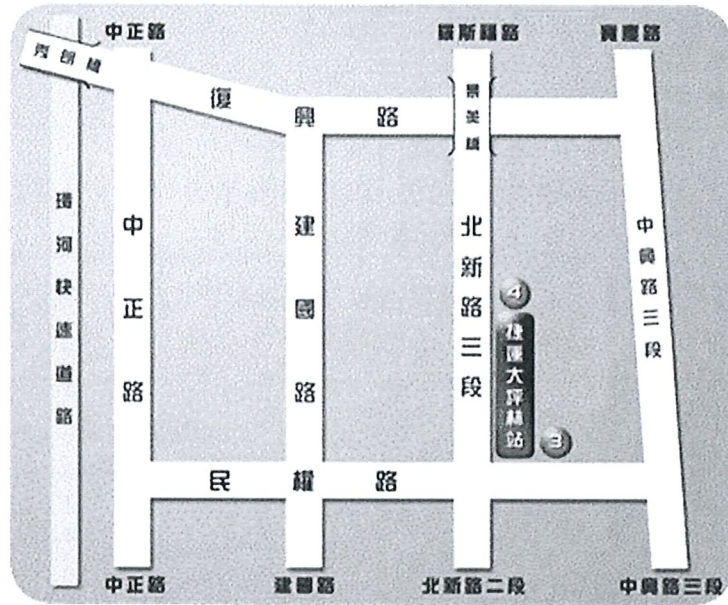 中正路
羅斯福路
興慶路
秀朗橋
復興路
景美橋
環河快速道路
中正路
建國路
北新路三段
中興路三段
4
捷運大坪林站
3
民權路
中正路
建國路
北新路二段
中興路三段